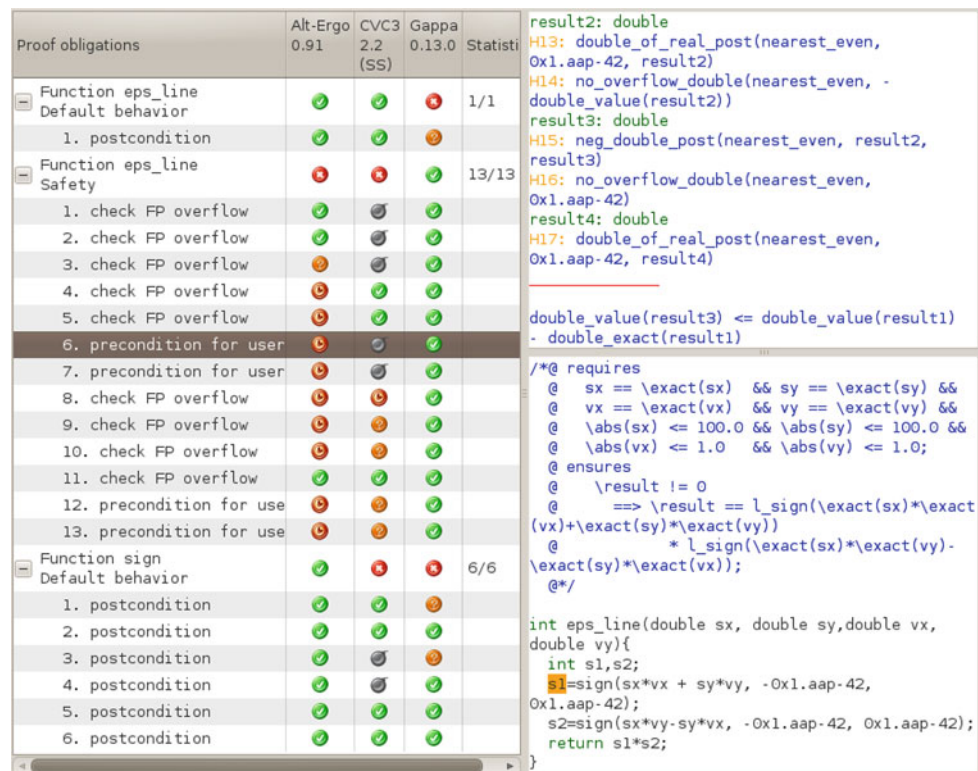 Proof obligations
Alt-Ergo 0.91
CVC3 2.2 (SS)
Gappa 0.13.0
Statisti
Function eps_line
Default behavior
1/1
1. postcondition
Function eps_line
Safety
13/13
1. check FP overflow
2. check FP overflow
3. check FP overflow
4. check FP overflow
5. check FP overflow
6. precondition for user
7. precondition for user
8. check FP overflow
9. check FP overflow
10. check FP overflow
11. check FP overflow
12. precondition for use
13. precondition for use
Function sign
Default behavior
6/6
1. postcondition
2. postcondition
3. postcondition
4. postcondition
5. postcondition
6. postcondition
result2: double
H13: double_of_real_post(nearest_even,
0x1.aap-42, result2)
H14: no_overflow_double(nearest_even, -
double_value(result2))
result3: double
H15: neg_double_post(nearest_even, result2,
result3)
H16: no_overflow_double(nearest_even,
0x1.aap-42)
result4: double
H17: double_of_real_post(nearest_even,
0x1.aap-42, result4)
double_value(result3) <= double_value(result1)
- double_exact(result1)
/*@ requires
@ sx == \exact(sx) && sy == \exact(sy) &&
@ vx == \exact(vx) && vy == \exact(vy) &&
@ \abs(sx) <= 100.0 && \abs(sy) <= 100.0 &&
@ \abs(vx) <= 1.0 && \abs(vy) <= 1.0;
@ ensures
@ \result != 0
@ ==> \result == l_sign(\exact(sx)*\exact
(vx)+\exact(sy)*\exact(vy))
@ * l_sign(\exact(sx)*\exact(vy)-
\exact(sy)*\exact(vx));
@*/
int eps_line(double sx, double sy,double vx,
double vy){
int s1,s2;
s1=sign(sx*vx + sy*vy, -0x1.aap-42,
0x1.aap-42);
s2=sign(sx*vy-sy*vx, -0x1.aap-42, 0x1.aap-42);
return s1*s2;
}